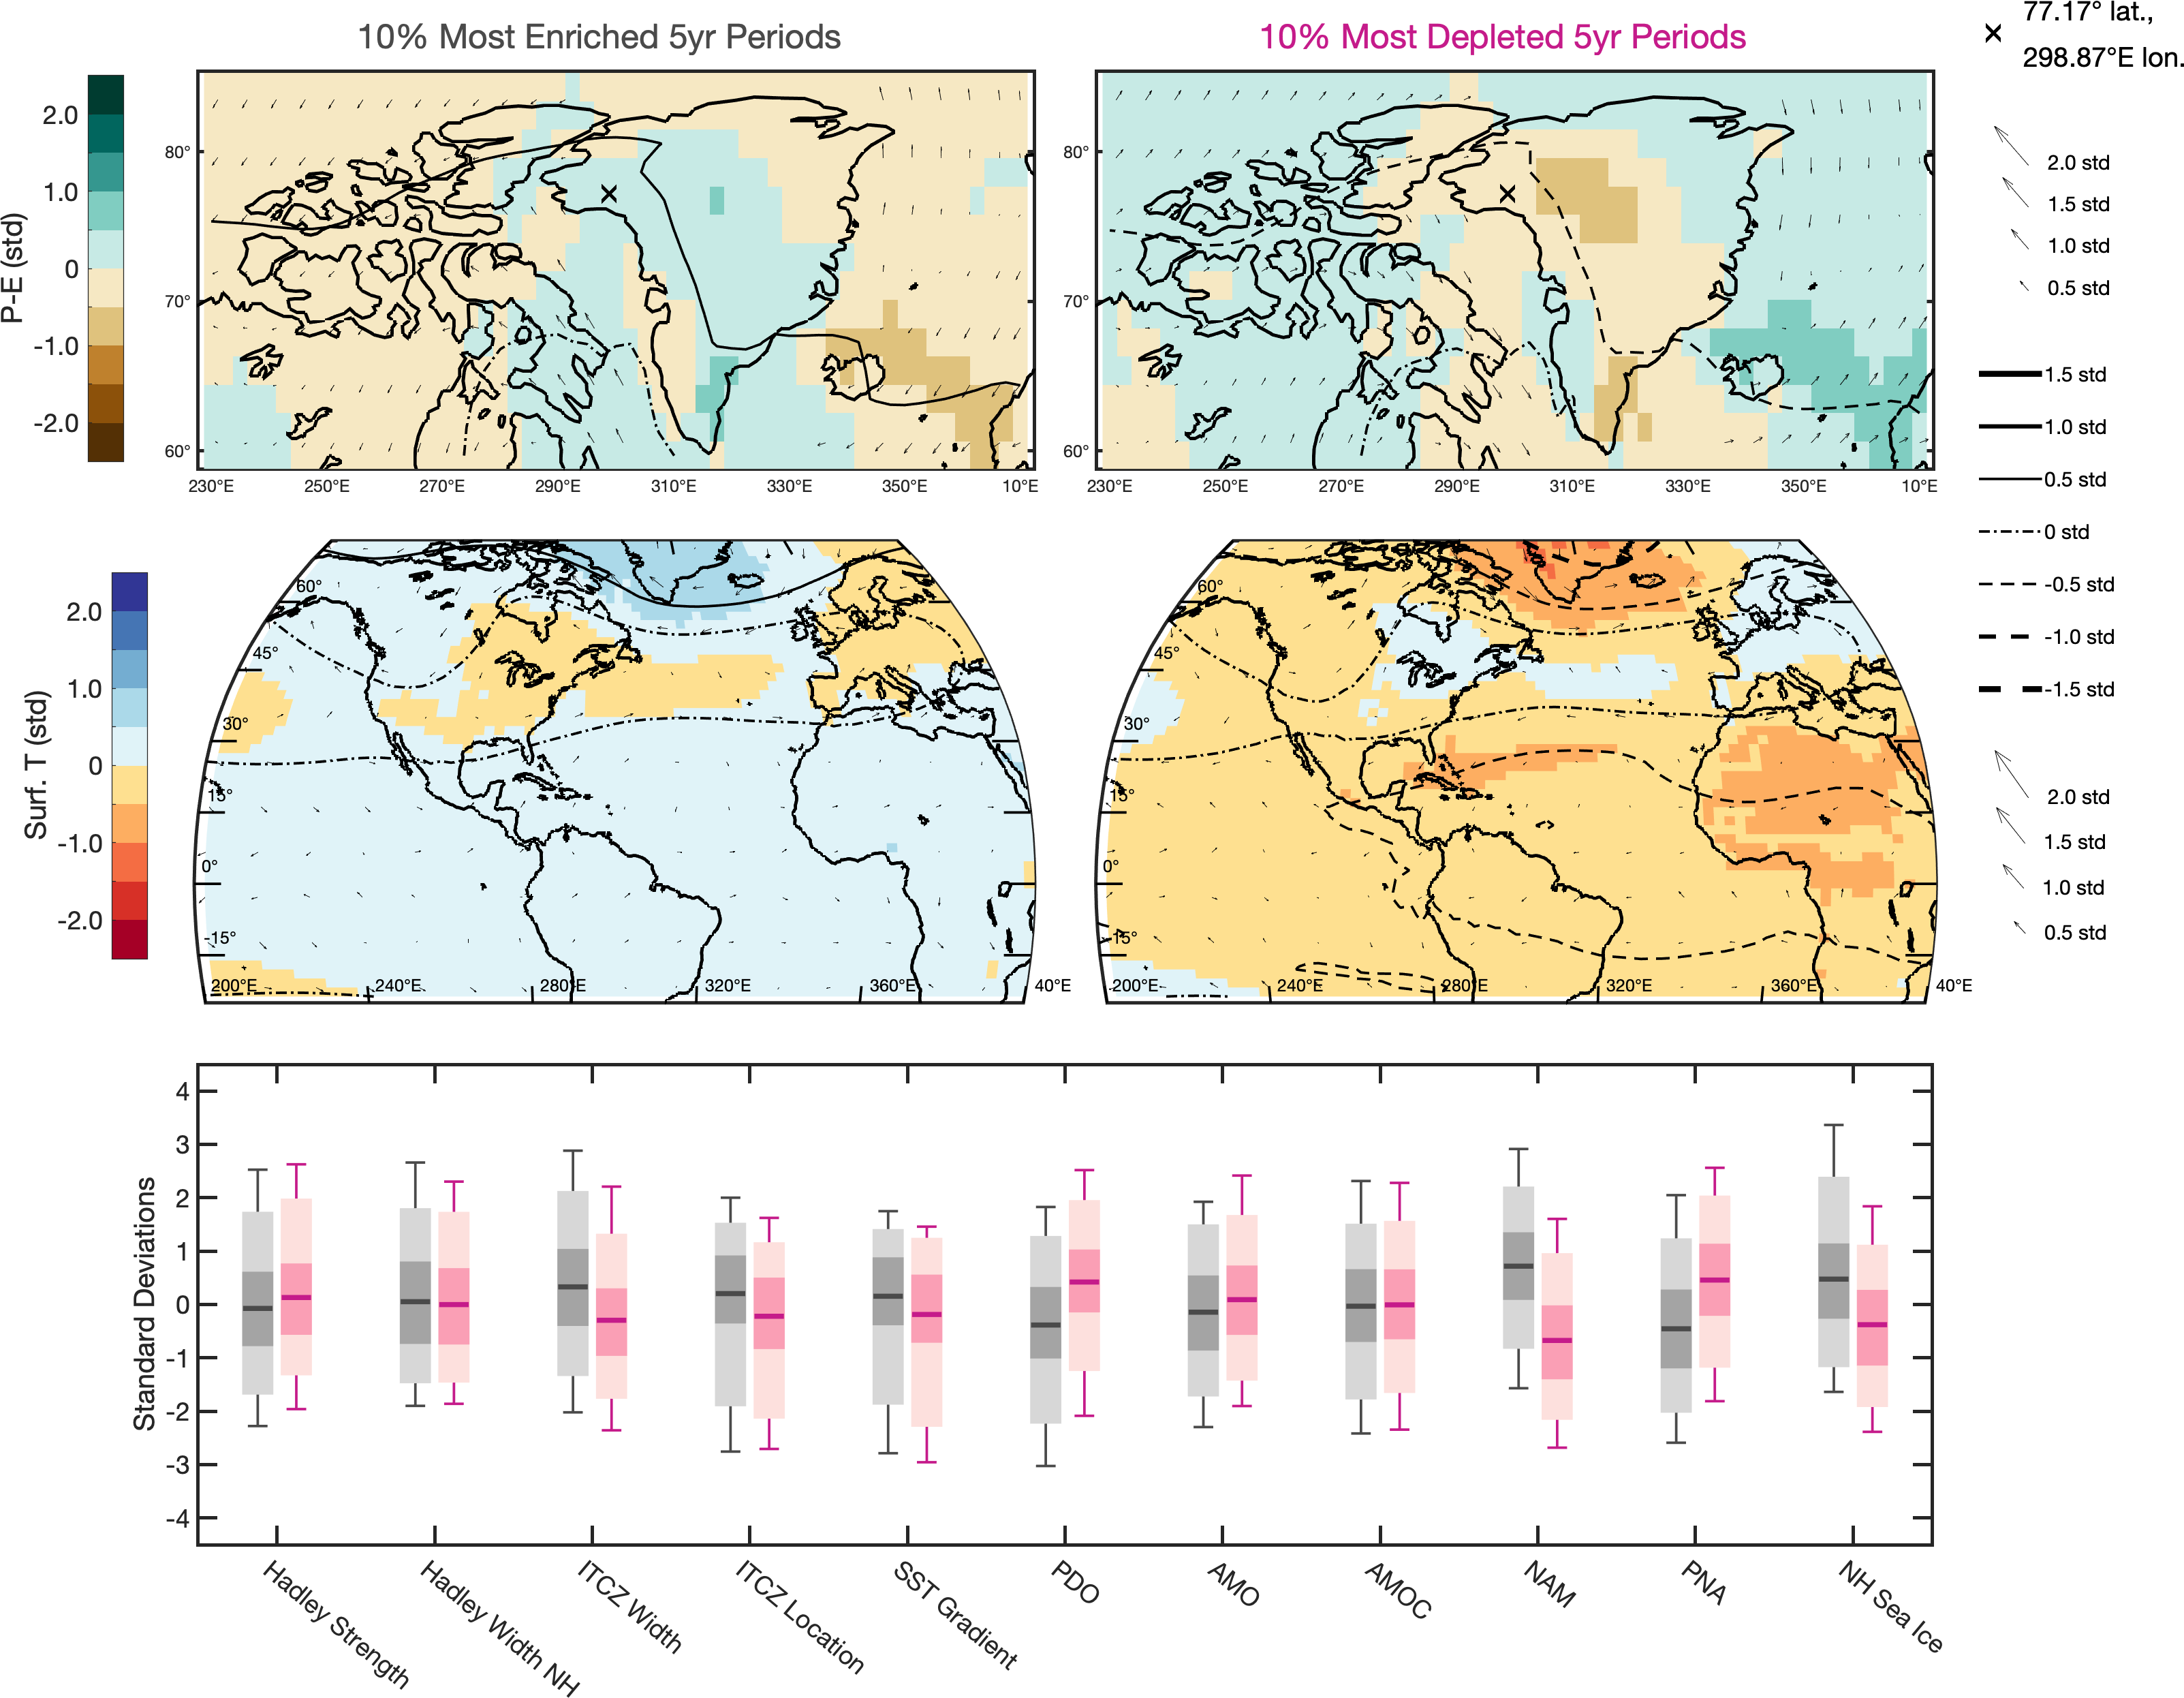 10% Most Enriched 5yr Periods
10% Most Depleted 5yr Periods
77.17° lat.,
298.87°E lon.
P-E (std)
2.0
1.0
0
-1.0
-2.0
80°
70°
60°
230°E 250°E 270°E 290°E 310°E 330°E 350°E 10°E
80°
70°
60°
230°E 250°E 270°E 290°E 310°E 330°E 350°E 10°E
2.0 std
1.5 std
1.0 std
0.5 std
1.5 std
1.0 std
0.5 std
0 std
-0.5 std
-1.0 std
-1.5 std
Surf. T (std)
2.0
1.0
0
-1.0
-2.0
60°
45°
30°
15°
0°
-15°
200°E 240°E 280°E 320°E 360°E 40°E
60°
45°
30°
15°
0°
-15°
200°E 240°E 280°E 320°E 360°E 40°E
2.0 std
1.5 std
1.0 std
0.5 std
Standard Deviations
4
3
2
1
0
-1
-2
-3
-4
Hadley Strength
Hadley Width NH
ITCZ Width
ITCZ Location
SST Gradient
PDO
AMO
AMOC
NAM
PNA
NH Sea Ice